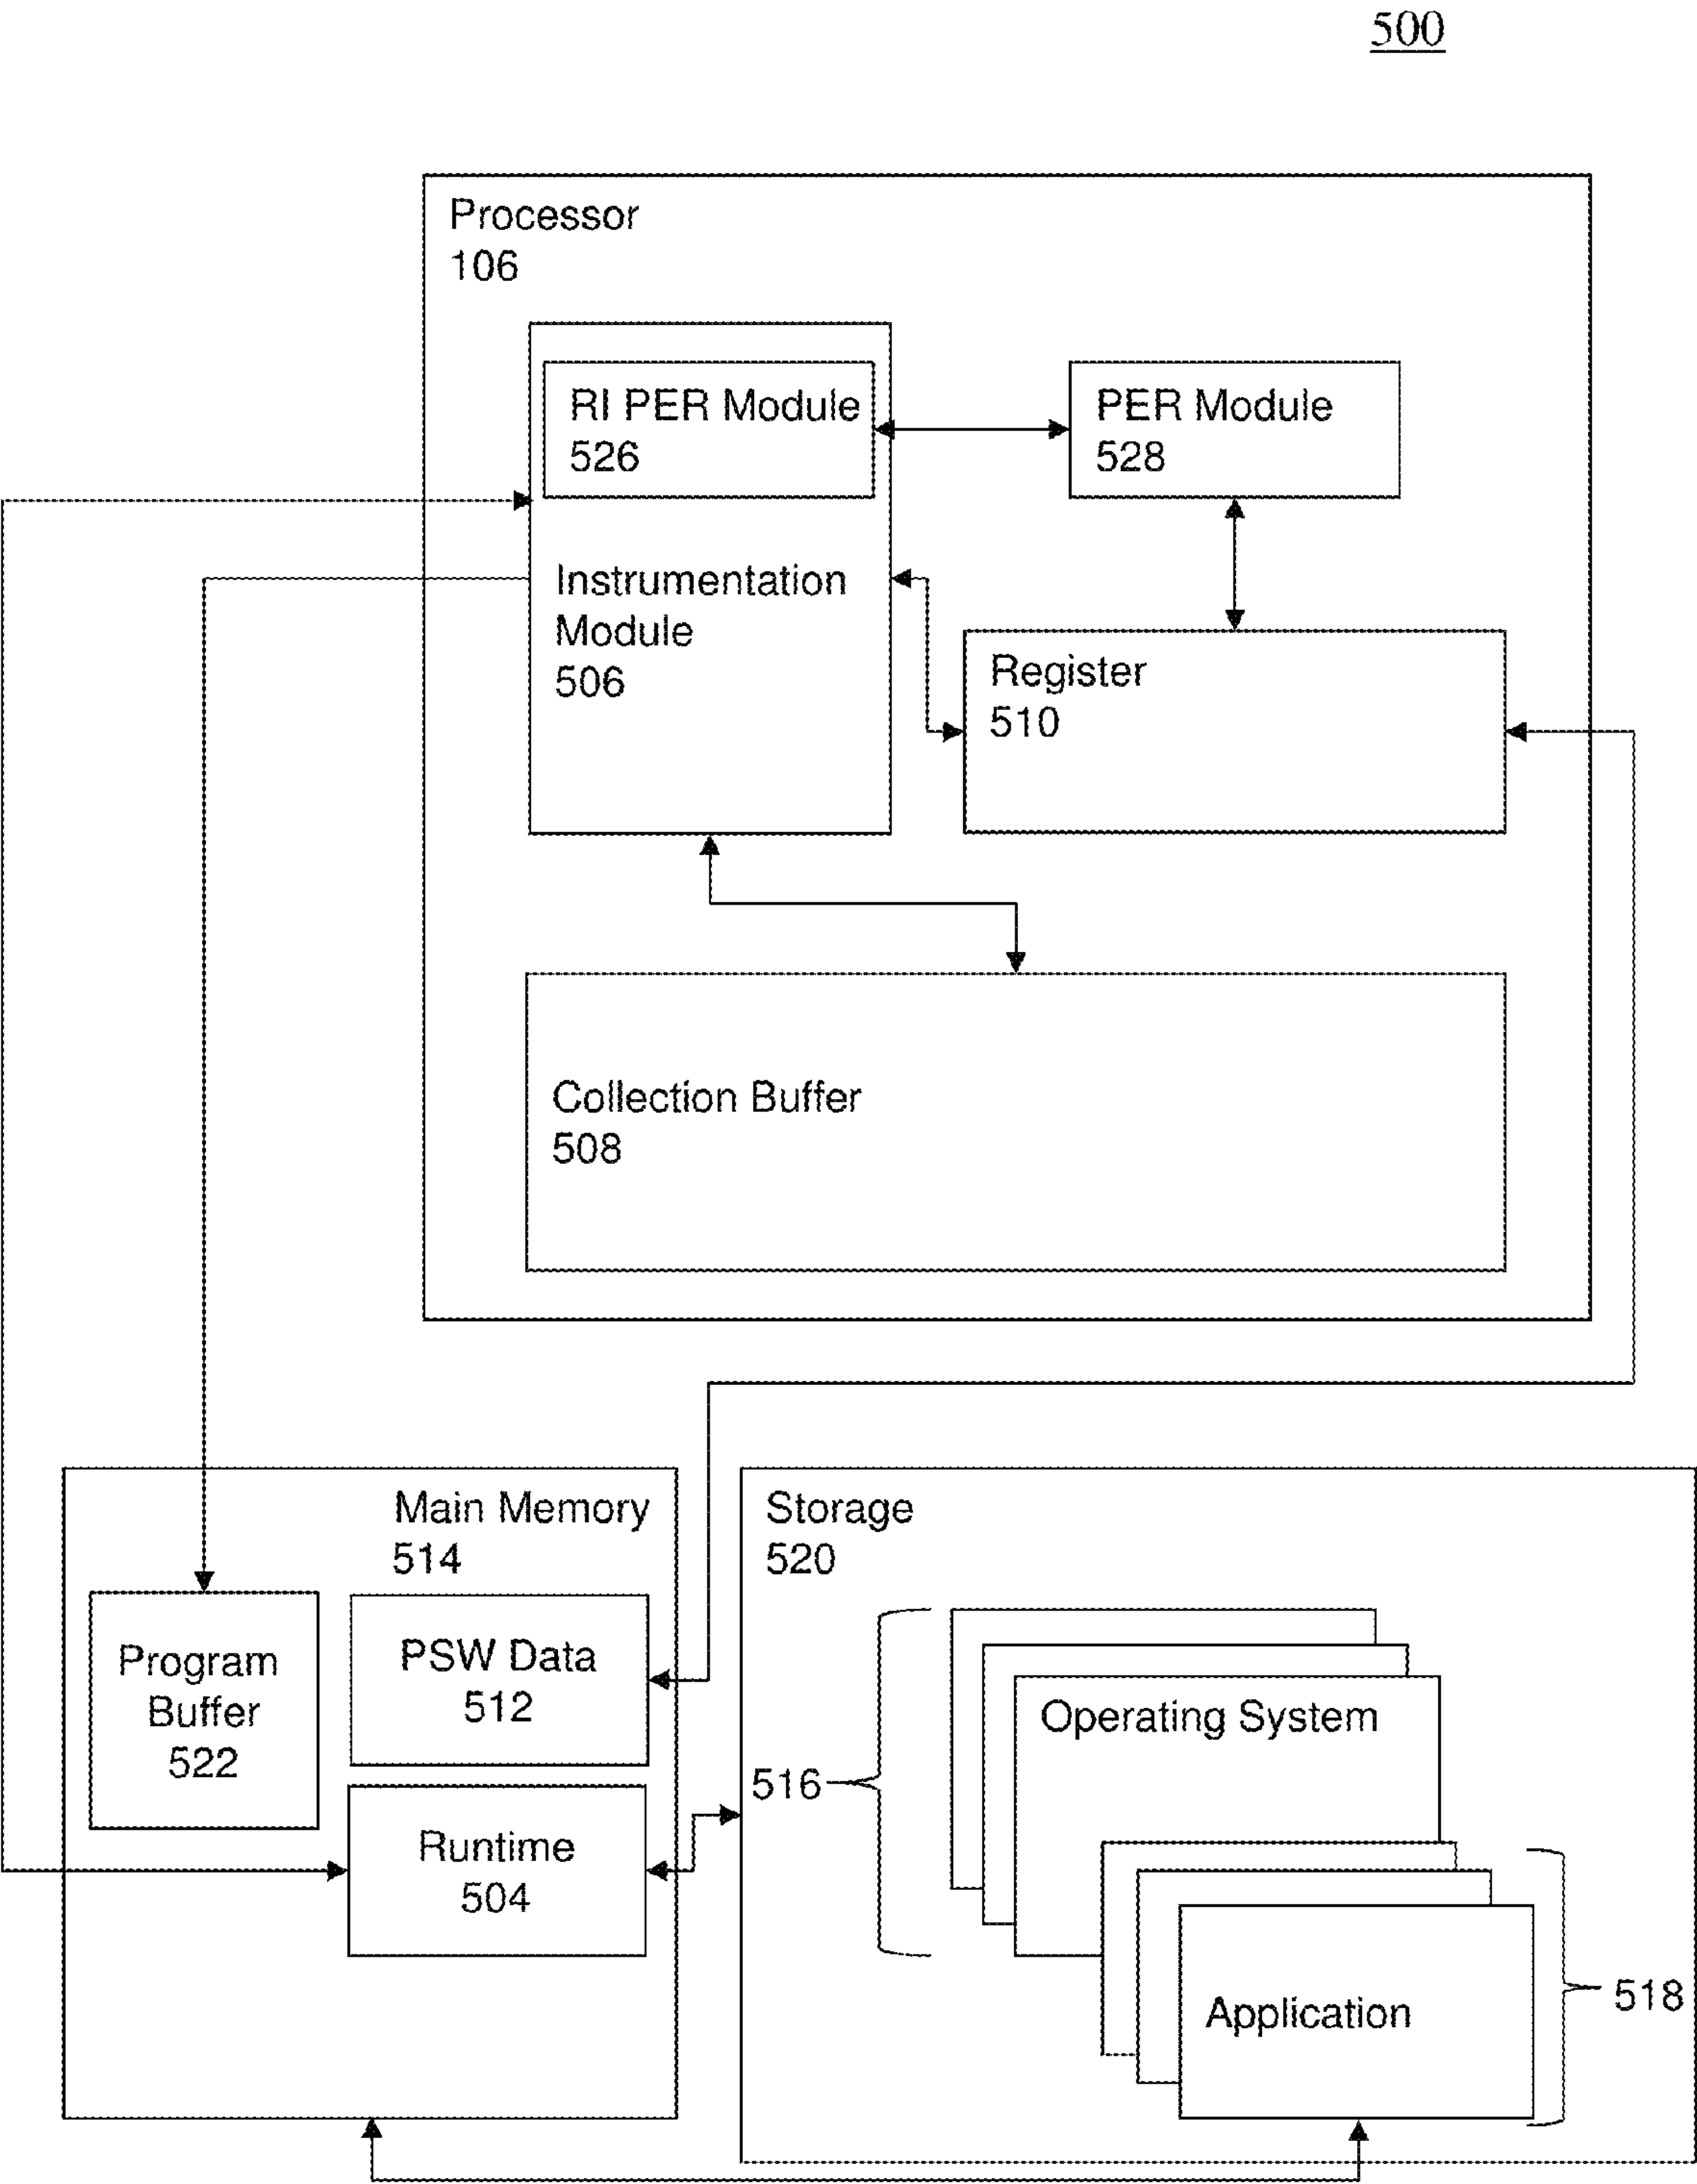 500
Processor
106
RI PER Module
526
PER Module
528
Instrumentation
Module
506
Register
510
Collection Buffer
508
Main Memory
514
Program
Buffer
522
PSW Data
512
Runtime
504
Storage
520
Operating System
516
Application
518